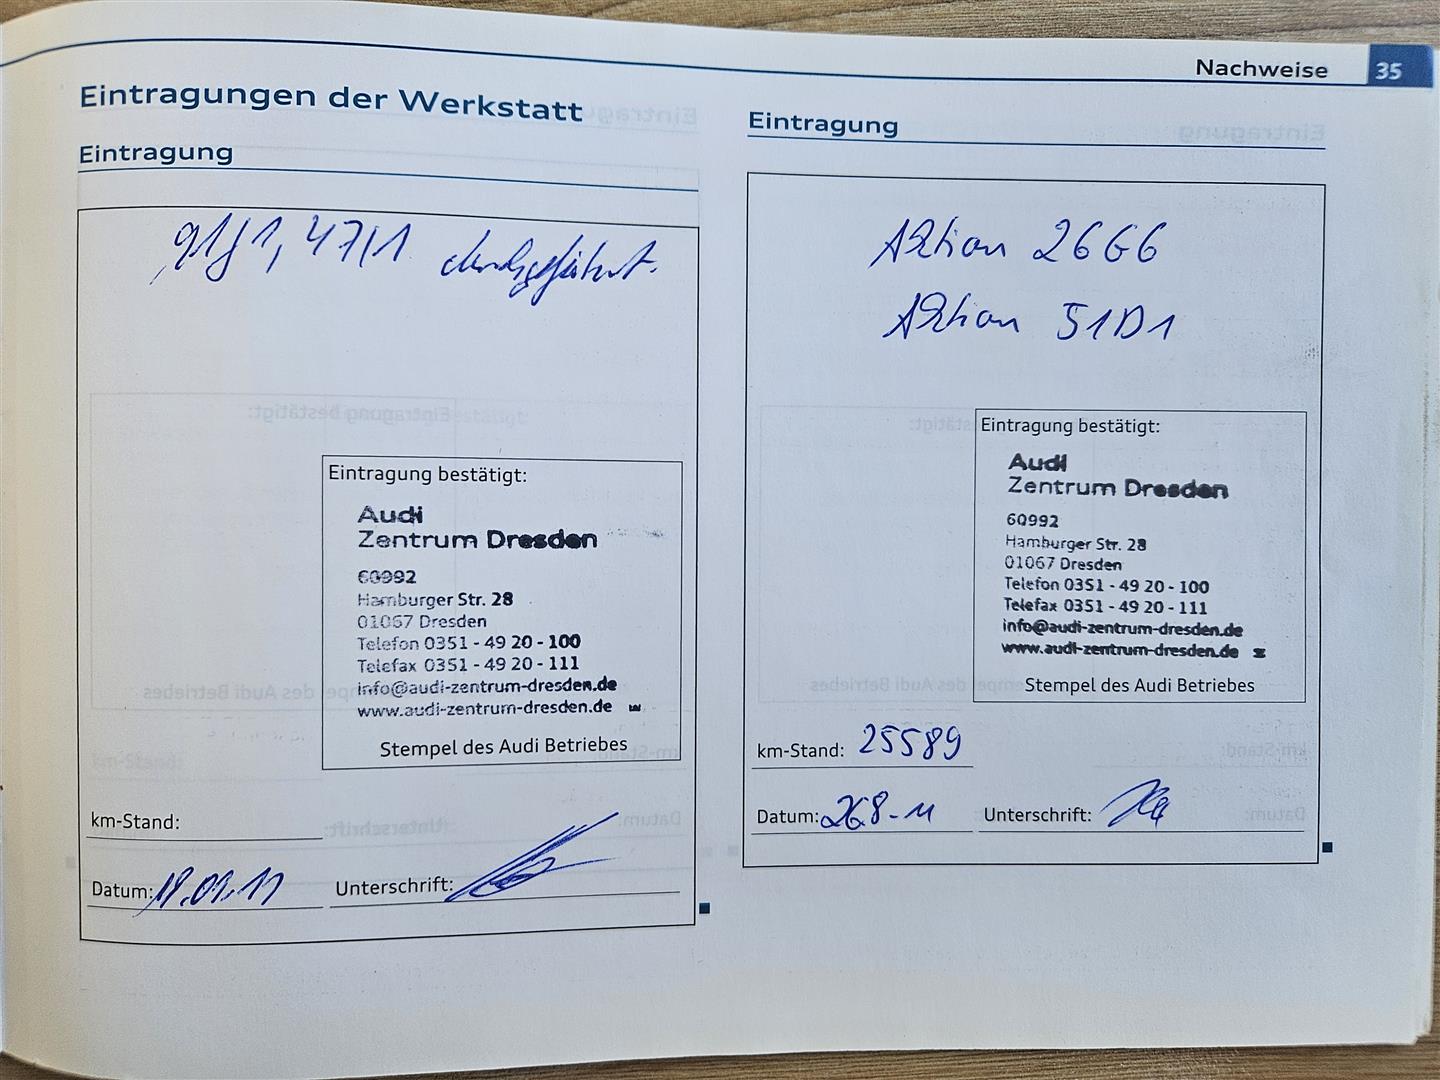 Nachweise 35
Eintragungen der Werkstatt
Eintragung
91J1, 47I1 durchgeführt.
Eintragung bestätigt:
Audi
Zentrum Dresden
60992
Hamburger Str. 28
01067 Dresden
Telefon 0351 - 49 20 - 100
Telefax 0351 - 49 20 - 111
info@audi-zentrum-dresden.de
www.audi-zentrum-dresden.de
Stempel des Audi Betriebes
km-Stand:
Datum:
Unterschrift:
Eintragung
Aktion 26G6
Aktion 51D1
Eintragung bestätigt:
Audi
Zentrum Dresden
60992
Hamburger Str. 28
01067 Dresden
Telefon 0351 - 49 20 - 100
Telefax 0351 - 49 20 - 111
info@audi-zentrum-dresden.de
www.audi-zentrum-dresden.de
Stempel des Audi Betriebes
km-Stand: 25589
Datum: 26.8-11 Unterschrift: